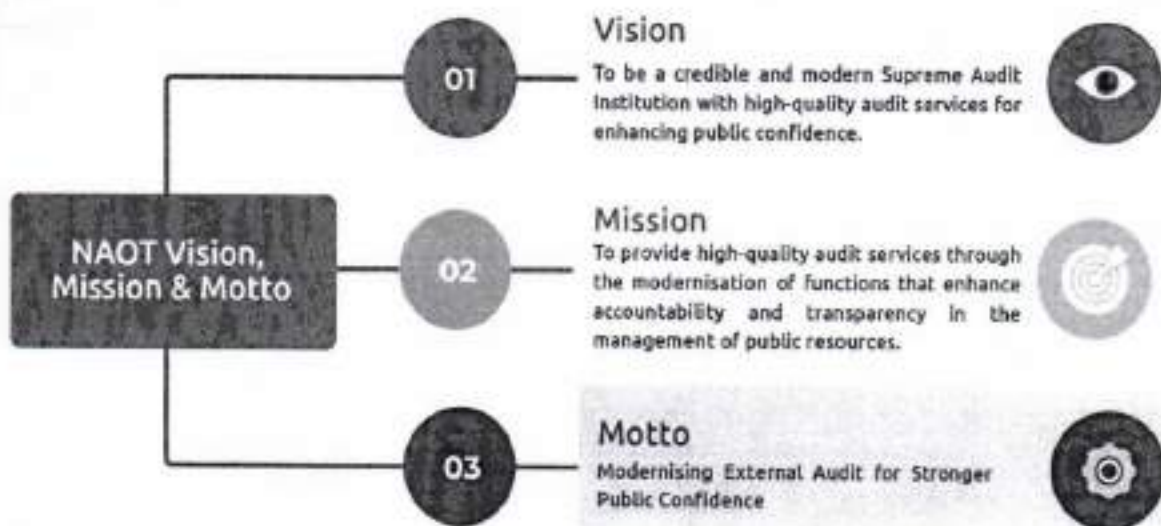 NAOT Vision,
Mission & Motto
01
Vision
To be a credible and modern Supreme Audit
Institution with high-quality audit services for
enhancing public confidence.
02
Mission
To provide high-quality audit services through
the modernisation of functions that enhance
accountability and transparency in the
management of public resources.
03
Motto
Modernising External Audit for Stronger
Public Confidence